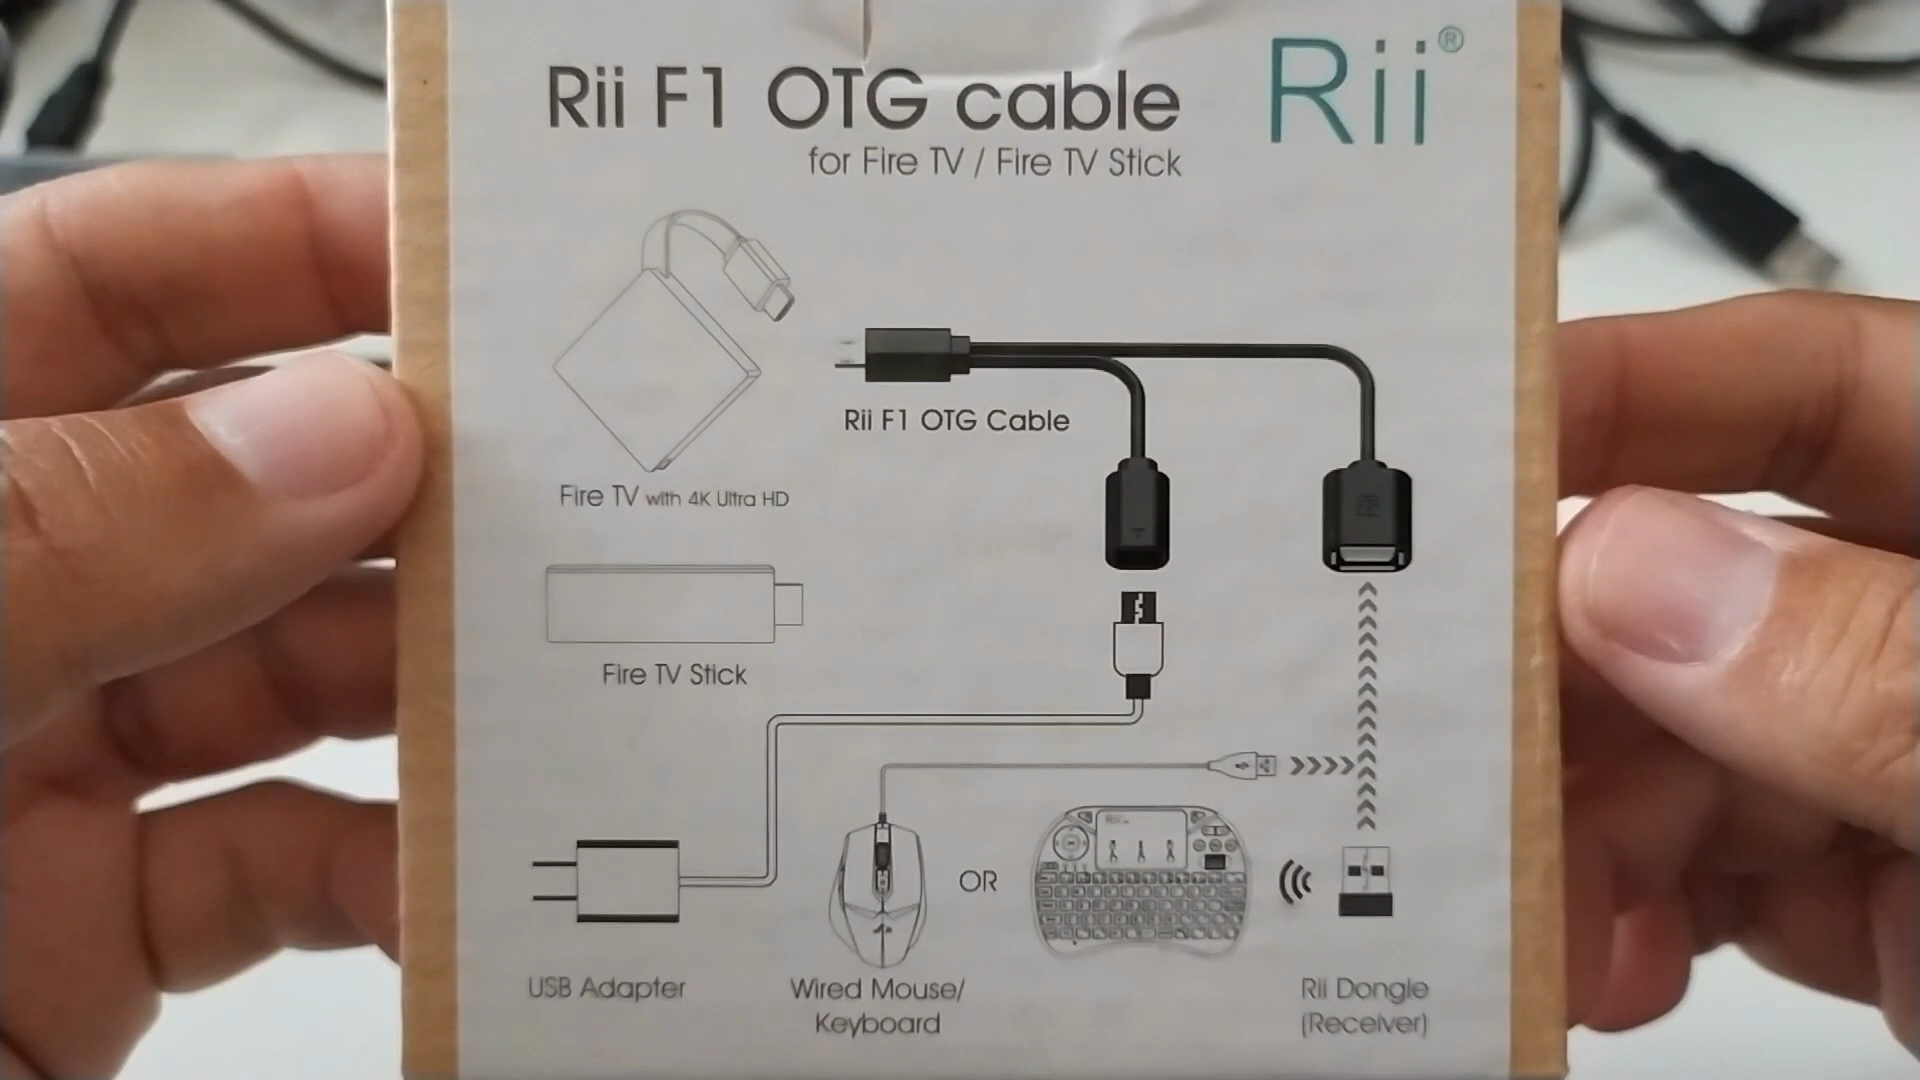 Rii F1 OTG cable
Rii®
for Fire TV / Fire TV Stick
Rii F1 OTG Cable
Fire TV with 4K Ultra HD
Fire TV Stick
OR
USB Adapter
Wired Mouse/
Keyboard
Rii Dongle
(Receiver)